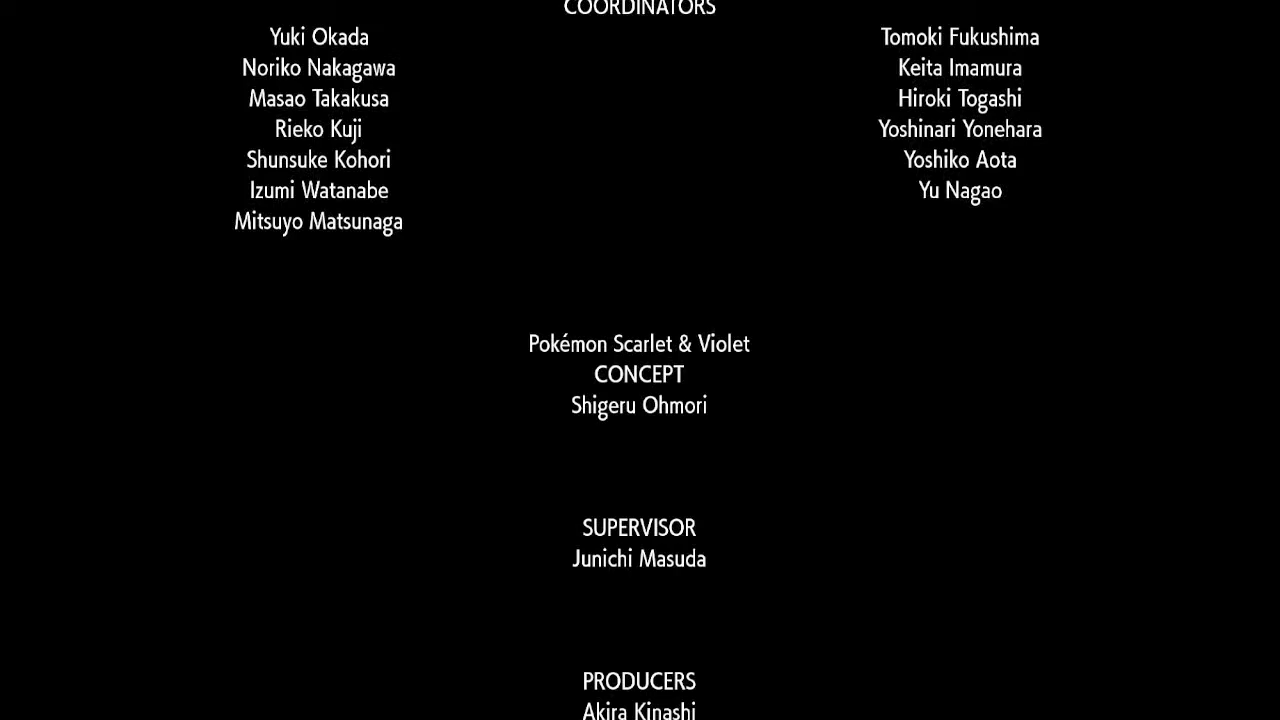 COORDINATORS
Yuki Okada
Noriko Nakagawa
Masao Takakusa
Rieko Kuji
Shunsuke Kohori
Izumi Watanabe
Mitsuyo Matsunaga
Tomoki Fukushima
Keita Imamura
Hiroki Togashi
Yoshinari Yonehara
Yoshiko Aota
Yu Nagao
Pokémon Scarlet & Violet
CONCEPT
Shigeru Ohmori
SUPERVISOR
Junichi Masuda
PRODUCERS
Akira Kinashi